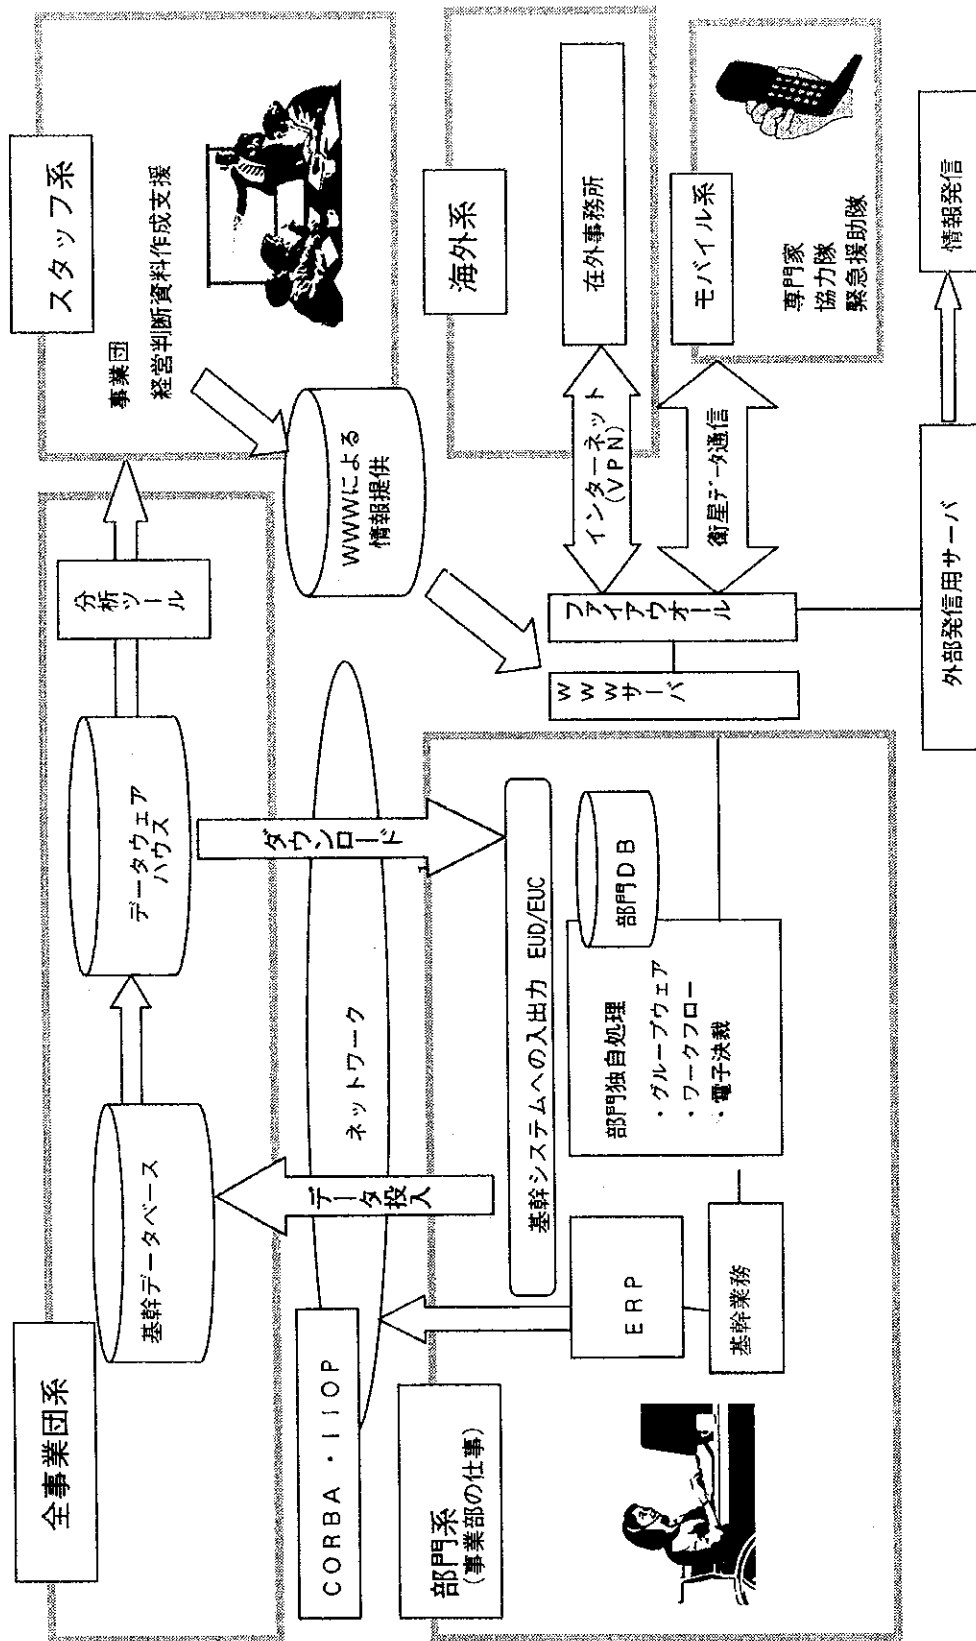 全事業団系
基幹データベース
データウェア
ハウス
分析ツール
スタッフ系
事業団
経営判断資料作成支援
CORBA・IIOP
ネットワーク
データ投入
ダウンロード
WWWによる
情報提供
部門系
(事業部の仕事)
基幹システムへの入出力 EUD/EUC
ERP
基幹業務
部門独自処理
・グループウェア
・ワークフロー
・電子決裁
部門DB
WWWサーバ
ファイアウオール
インターネット
(VPN)
衛星データ通信
海外系
在外事務所
モバイル系
専門家
協力隊
緊急援助隊
外部発信用サーバ
情報発信